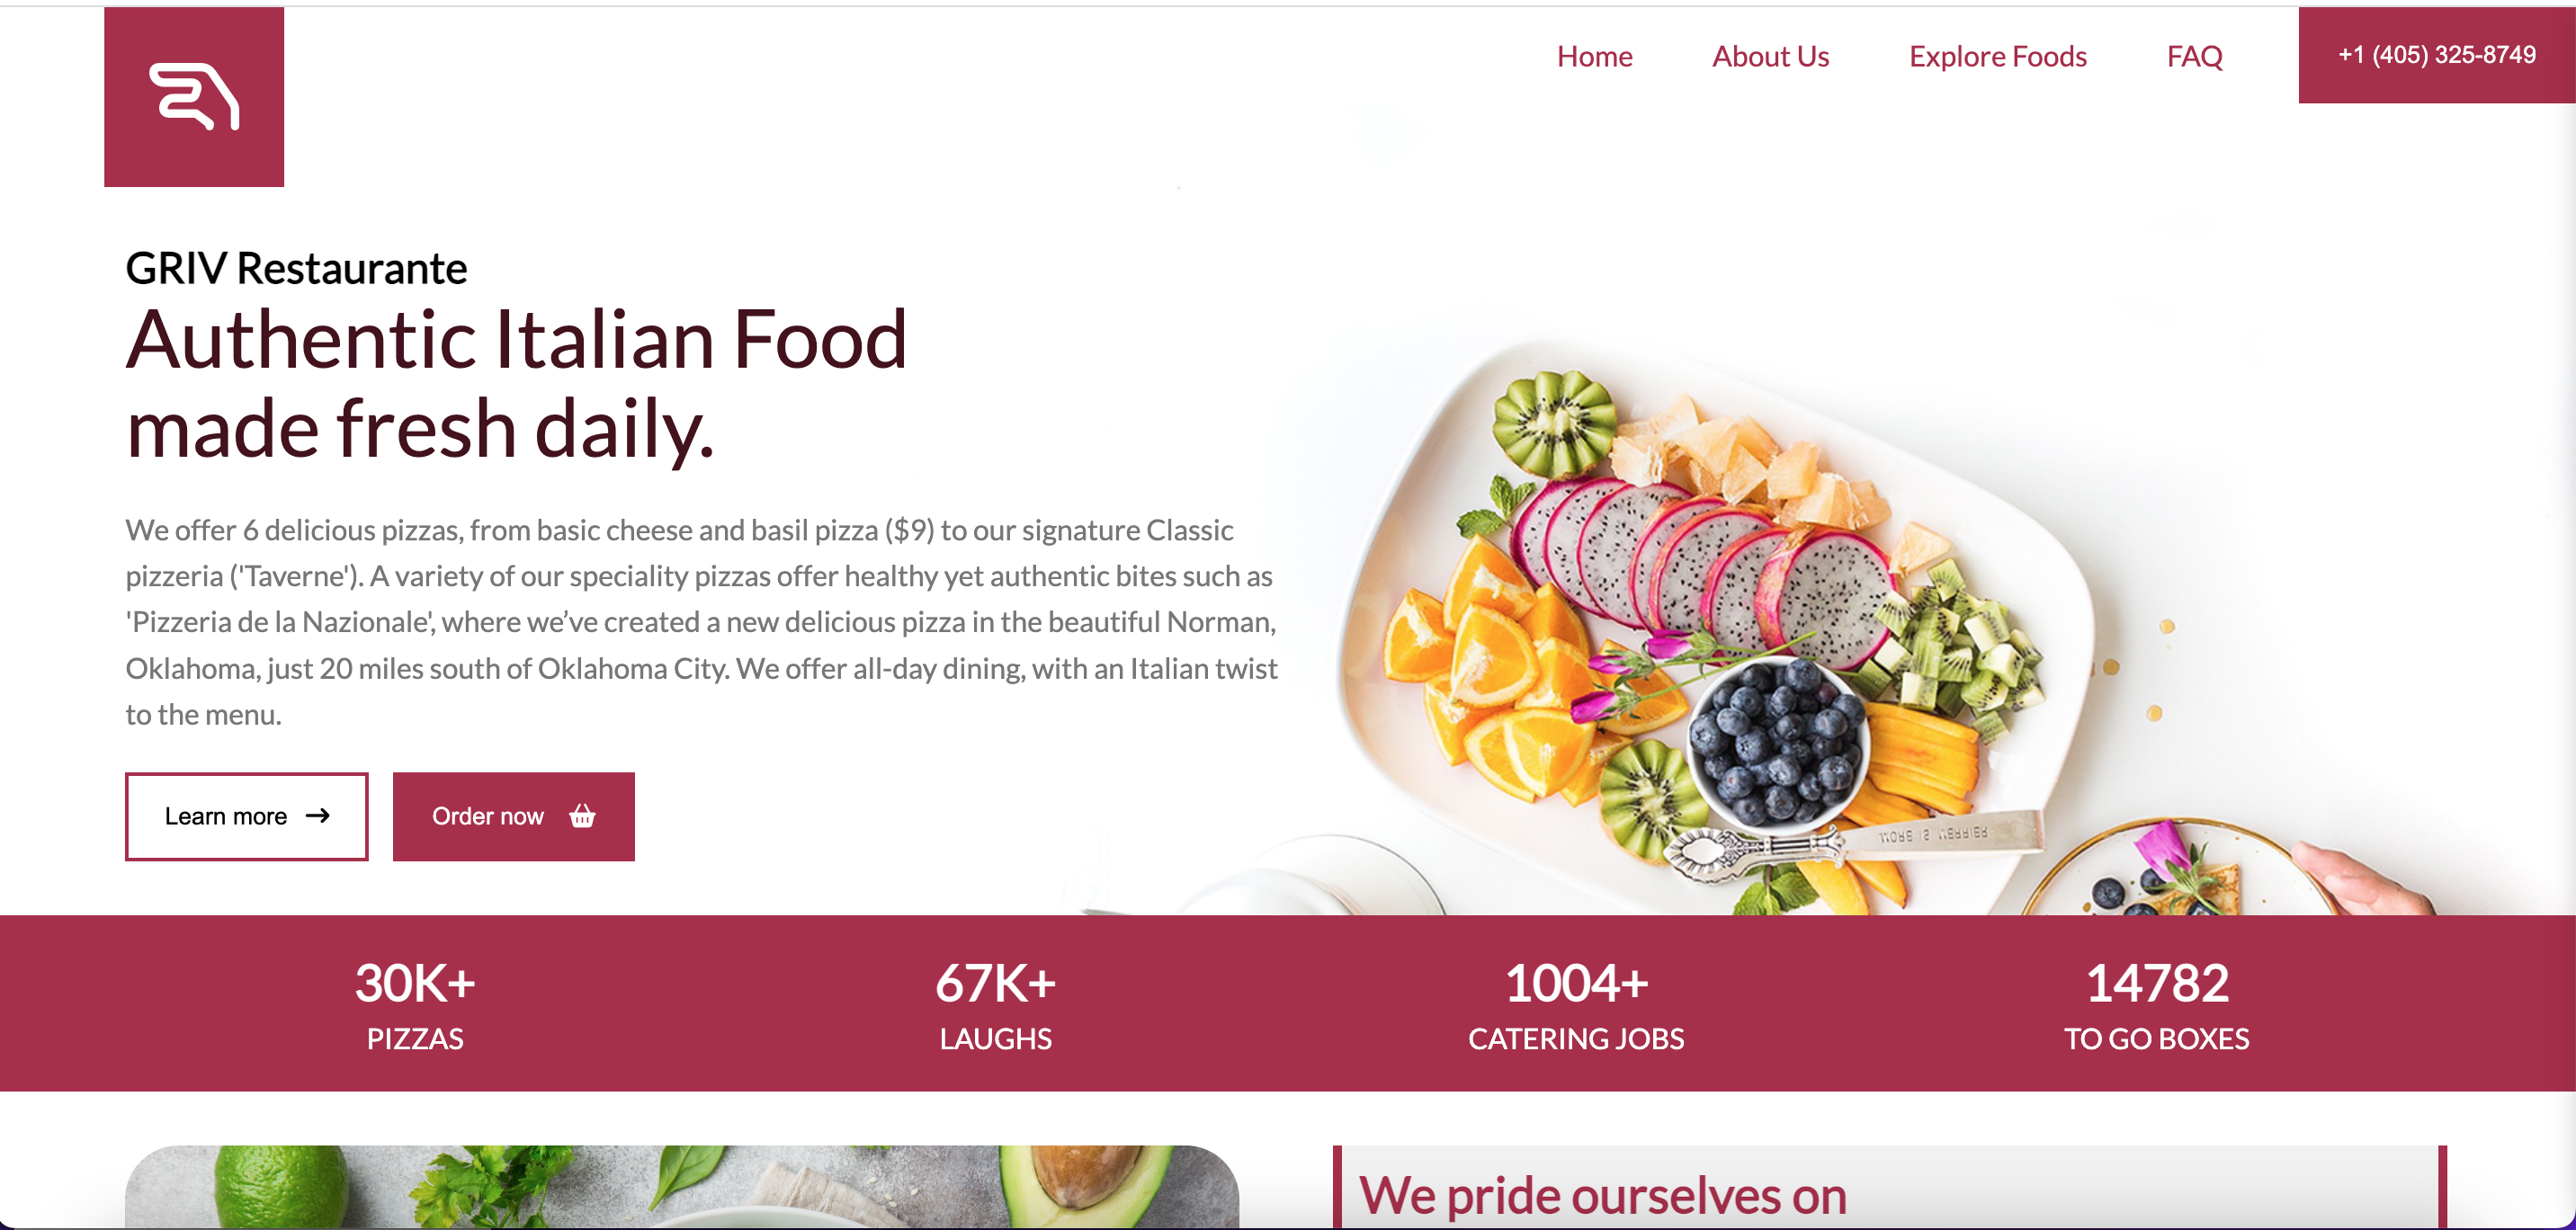 Home
About Us
Explore Foods
FAQ
+1 (405) 325-8749
GRIV Restaurante
Authentic Italian Food
made fresh daily.
We offer 6 delicious pizzas, from basic cheese and basil pizza ($9) to our signature Classic
pizzeria ('Taverne'). A variety of our speciality pizzas offer healthy yet authentic bites such as
'Pizzeria de la Nazionale', where we’ve created a new delicious pizza in the beautiful Norman,
Oklahoma, just 20 miles south of Oklahoma City. We offer all-day dining, with an Italian twist
to the menu.
Learn more
Order now
MORE IS MERRIER
30K+
PIZZAS
67K+
LAUGHS
1004+
CATERING JOBS
14782
TO GO BOXES
We pride ourselves on